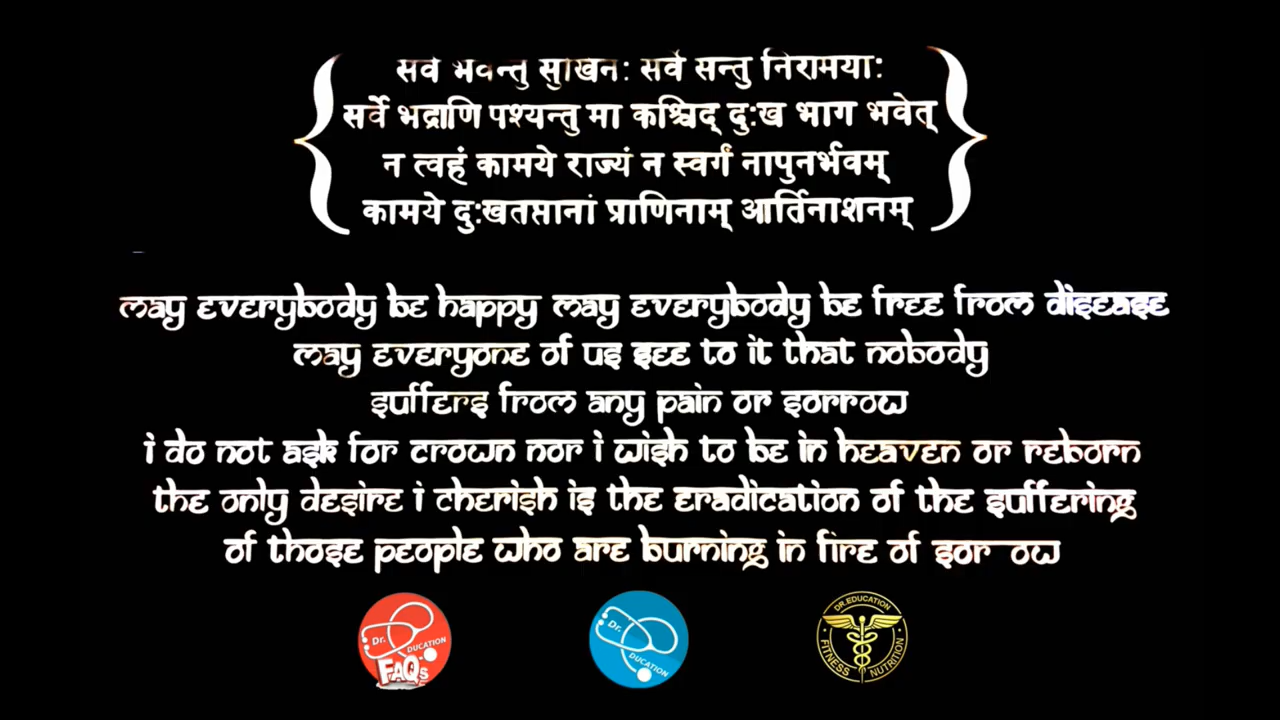 सर्वे भवन्तु सुखिन: सर्वे सन्तु निरामया:
सर्वे भद्राणि पश्यन्तु मा कश्चिद् दु:ख भाग भवेत्
न त्वहं कामये राज्यं न स्वर्गं नापुनर्भवम्
कामये दु:खतप्तानां प्राणिनाम् आर्तिनाशनम्
may everybody be happy may everybody be free from disease
may everyone of us see to it that nobody
suffers from any pain or sorrow
i do not ask for crown nor i wish to be in heaven or reborn
the only desire i cherish is the eradication of the suffering
of those people who are burning in fire of sor ow
Dr. DUCATION FAQs
Dr. DUCATION
DR.EDUCATION FITNESS NUTRITION